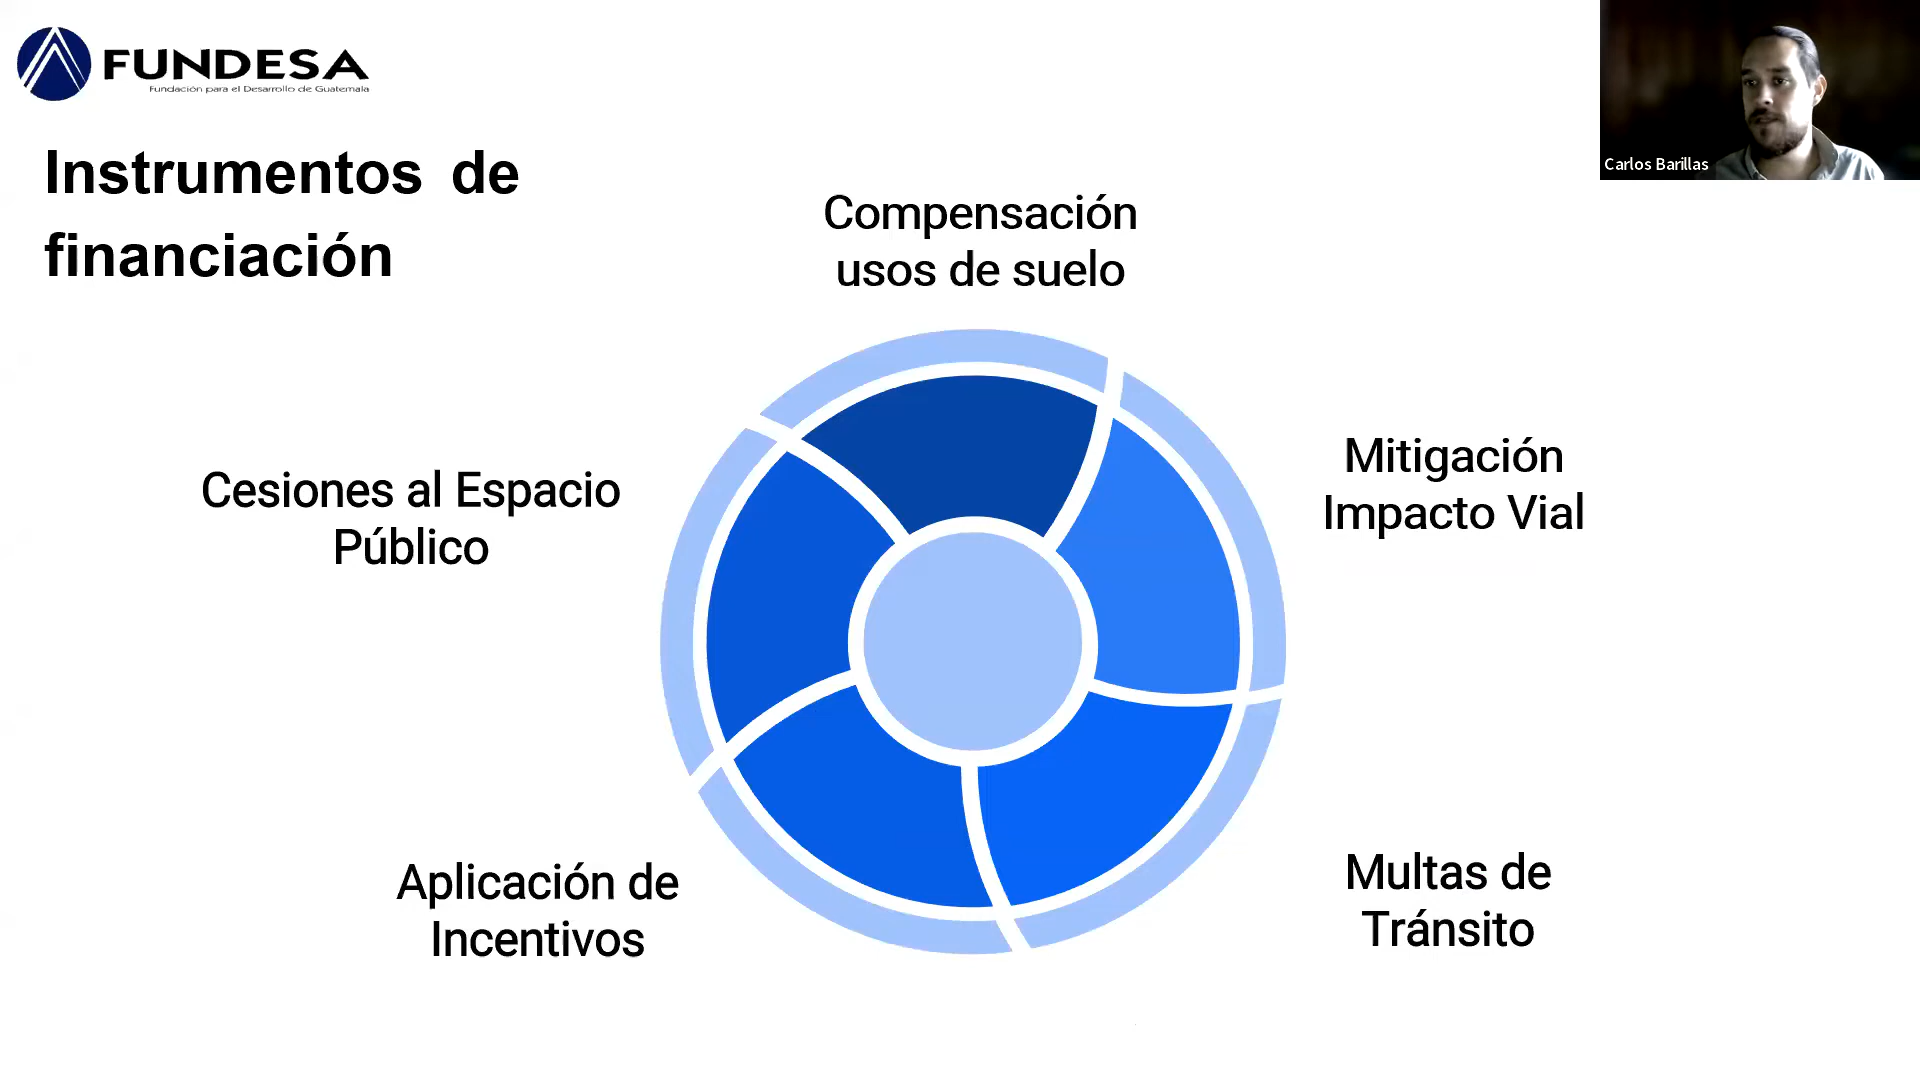 FUNDESA
Fundación para el Desarrollo de Guatemala
Carlos Barillas
Instrumentos de
financiación
Compensación
usos de suelo
Mitigación
Impacto Vial
Cesiones al Espacio
Público
Multas de
Tránsito
Aplicación de
Incentivos